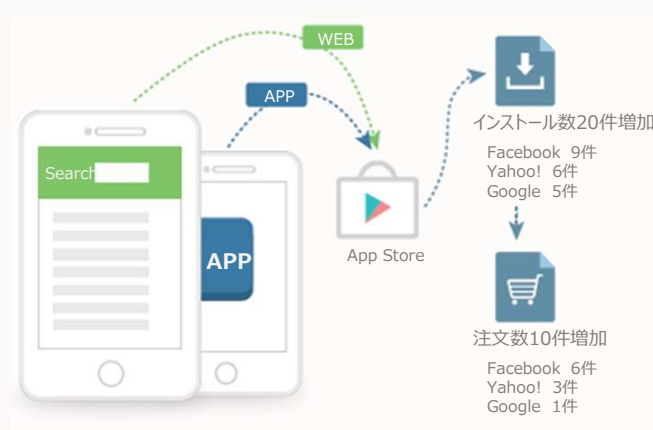 WEB
APP
Search
APP
App Store
インストール数20件増加
Facebook 9件
Yahoo! 6件
Google 5件
注文数10件増加
Facebook 6件
Yahoo! 3件
Google 1件